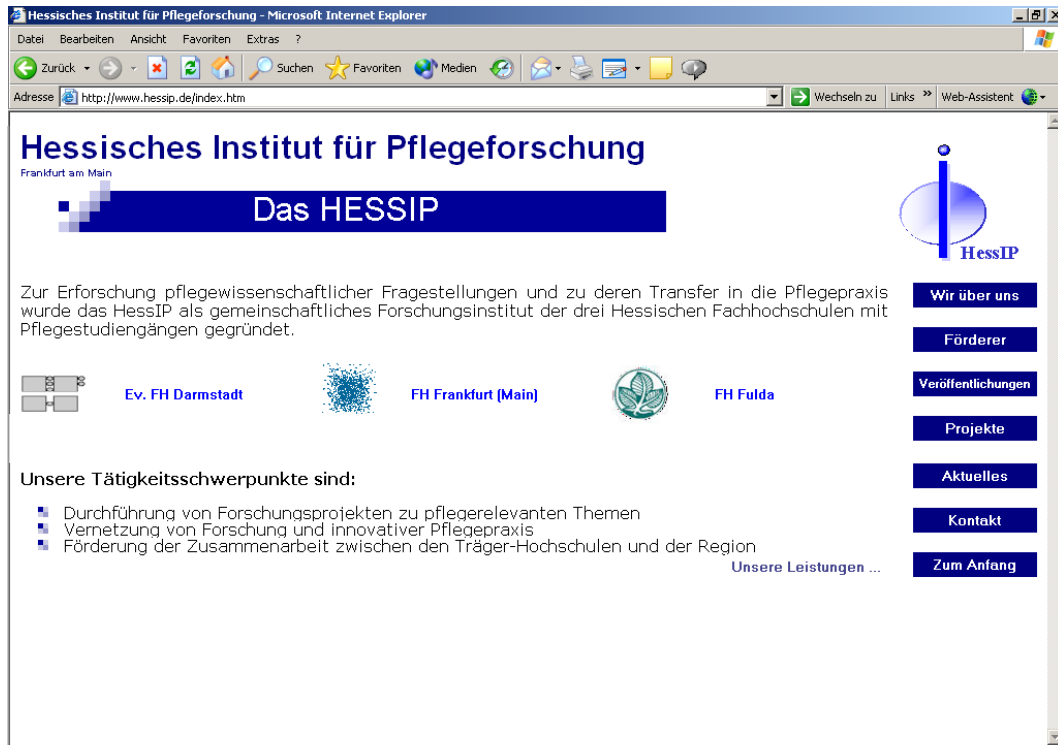 Hessisches Institut für Pflegeforschung - Microsoft Internet Explorer
Datei Bearbeiten Ansicht Favoriten Extras ?
Zurück Suchen Favoriten Medien
Adresse http://www.hessip.de/index.htm Wechseln zu Links » Web-Assistent
Hessisches Institut für Pflegeforschung
Frankfurt am Main
Das HESSIP
HessIP
Zur Erforschung pflegewissenschaftlicher Fragestellungen und zu deren Transfer in die Pflegepraxis
wurde das HessIP als gemeinschaftliches Forschungsinstitut der drei Hessischen Fachhochschulen mit
Pflegestudiengängen gegründet.
Ev. FH Darmstadt FH Frankfurt (Main) FH Fulda
Unsere Tätigkeitsschwerpunkte sind:
Durchführung von Forschungsprojekten zu pflegerelevanten Themen
Vernetzung von Forschung und innovativer Pflegepraxis
Förderung der Zusammenarbeit zwischen den Träger-Hochschulen und der Region
Unsere Leistungen ...
Wir über uns
Förderer
Veröffentlichungen
Projekte
Aktuelles
Kontakt
Zum Anfang